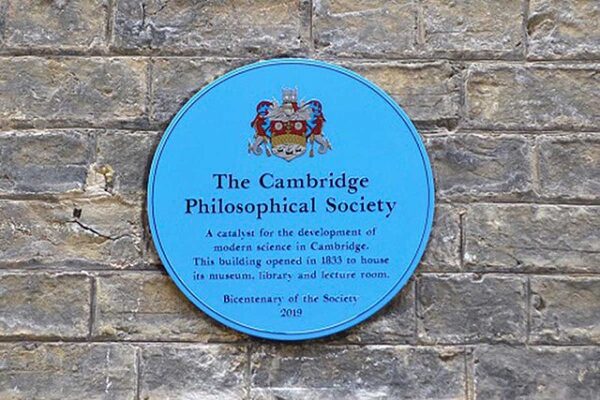 The Cambridge
Philosophical Society
A catalyst for the development of
modern science in Cambridge.
This building opened in 1833 to house
its museum, library and lecture room.
Bicentenary of the Society
2019